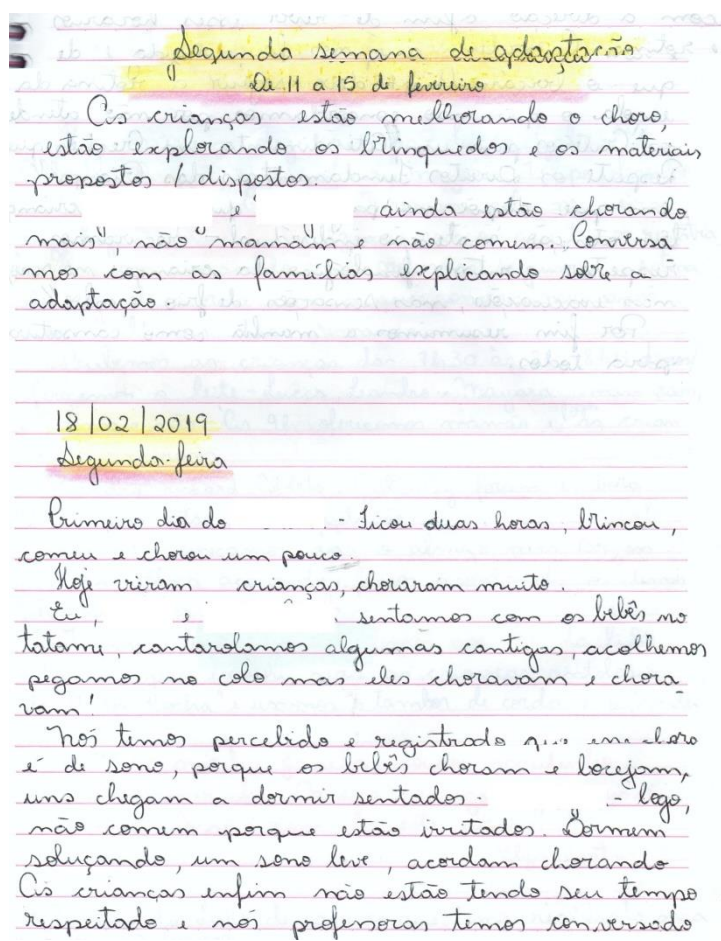 Segunda semana de adaptação
De 11 a 15 de fevereiro
As crianças estão melhorando o choro,
estão explorando os brinquedos e os materiais
propostos / dispostos.
e ainda estão chorando
mais", não "mamam" e não comem. Conversa
mos com as famílias explicando sobre a
adaptação.
18/02/2019
Segunda-feira
Primeiro dia do - Ficou duas horas, brincou,
comeu e chorou um pouco.
Hoje vriram crianças, choraram muito.
Eu, e sentamos com os bebês no
tatame, cantarolamos algumas cantigas, acolhemos
pegamos no colo mas eles choravam e chora
vam!
Nós temos percebido e registrado que choro
é de sono, porque os bebês choram e bocejam,
uns chegam a dormir sentados. - logo,
não comem porque estão irritados. Dormem
soluçando, um sono leve, acordam chorando
As crianças enfim não estão tendo seu tempo
respeitado e nós professoras temos conversado